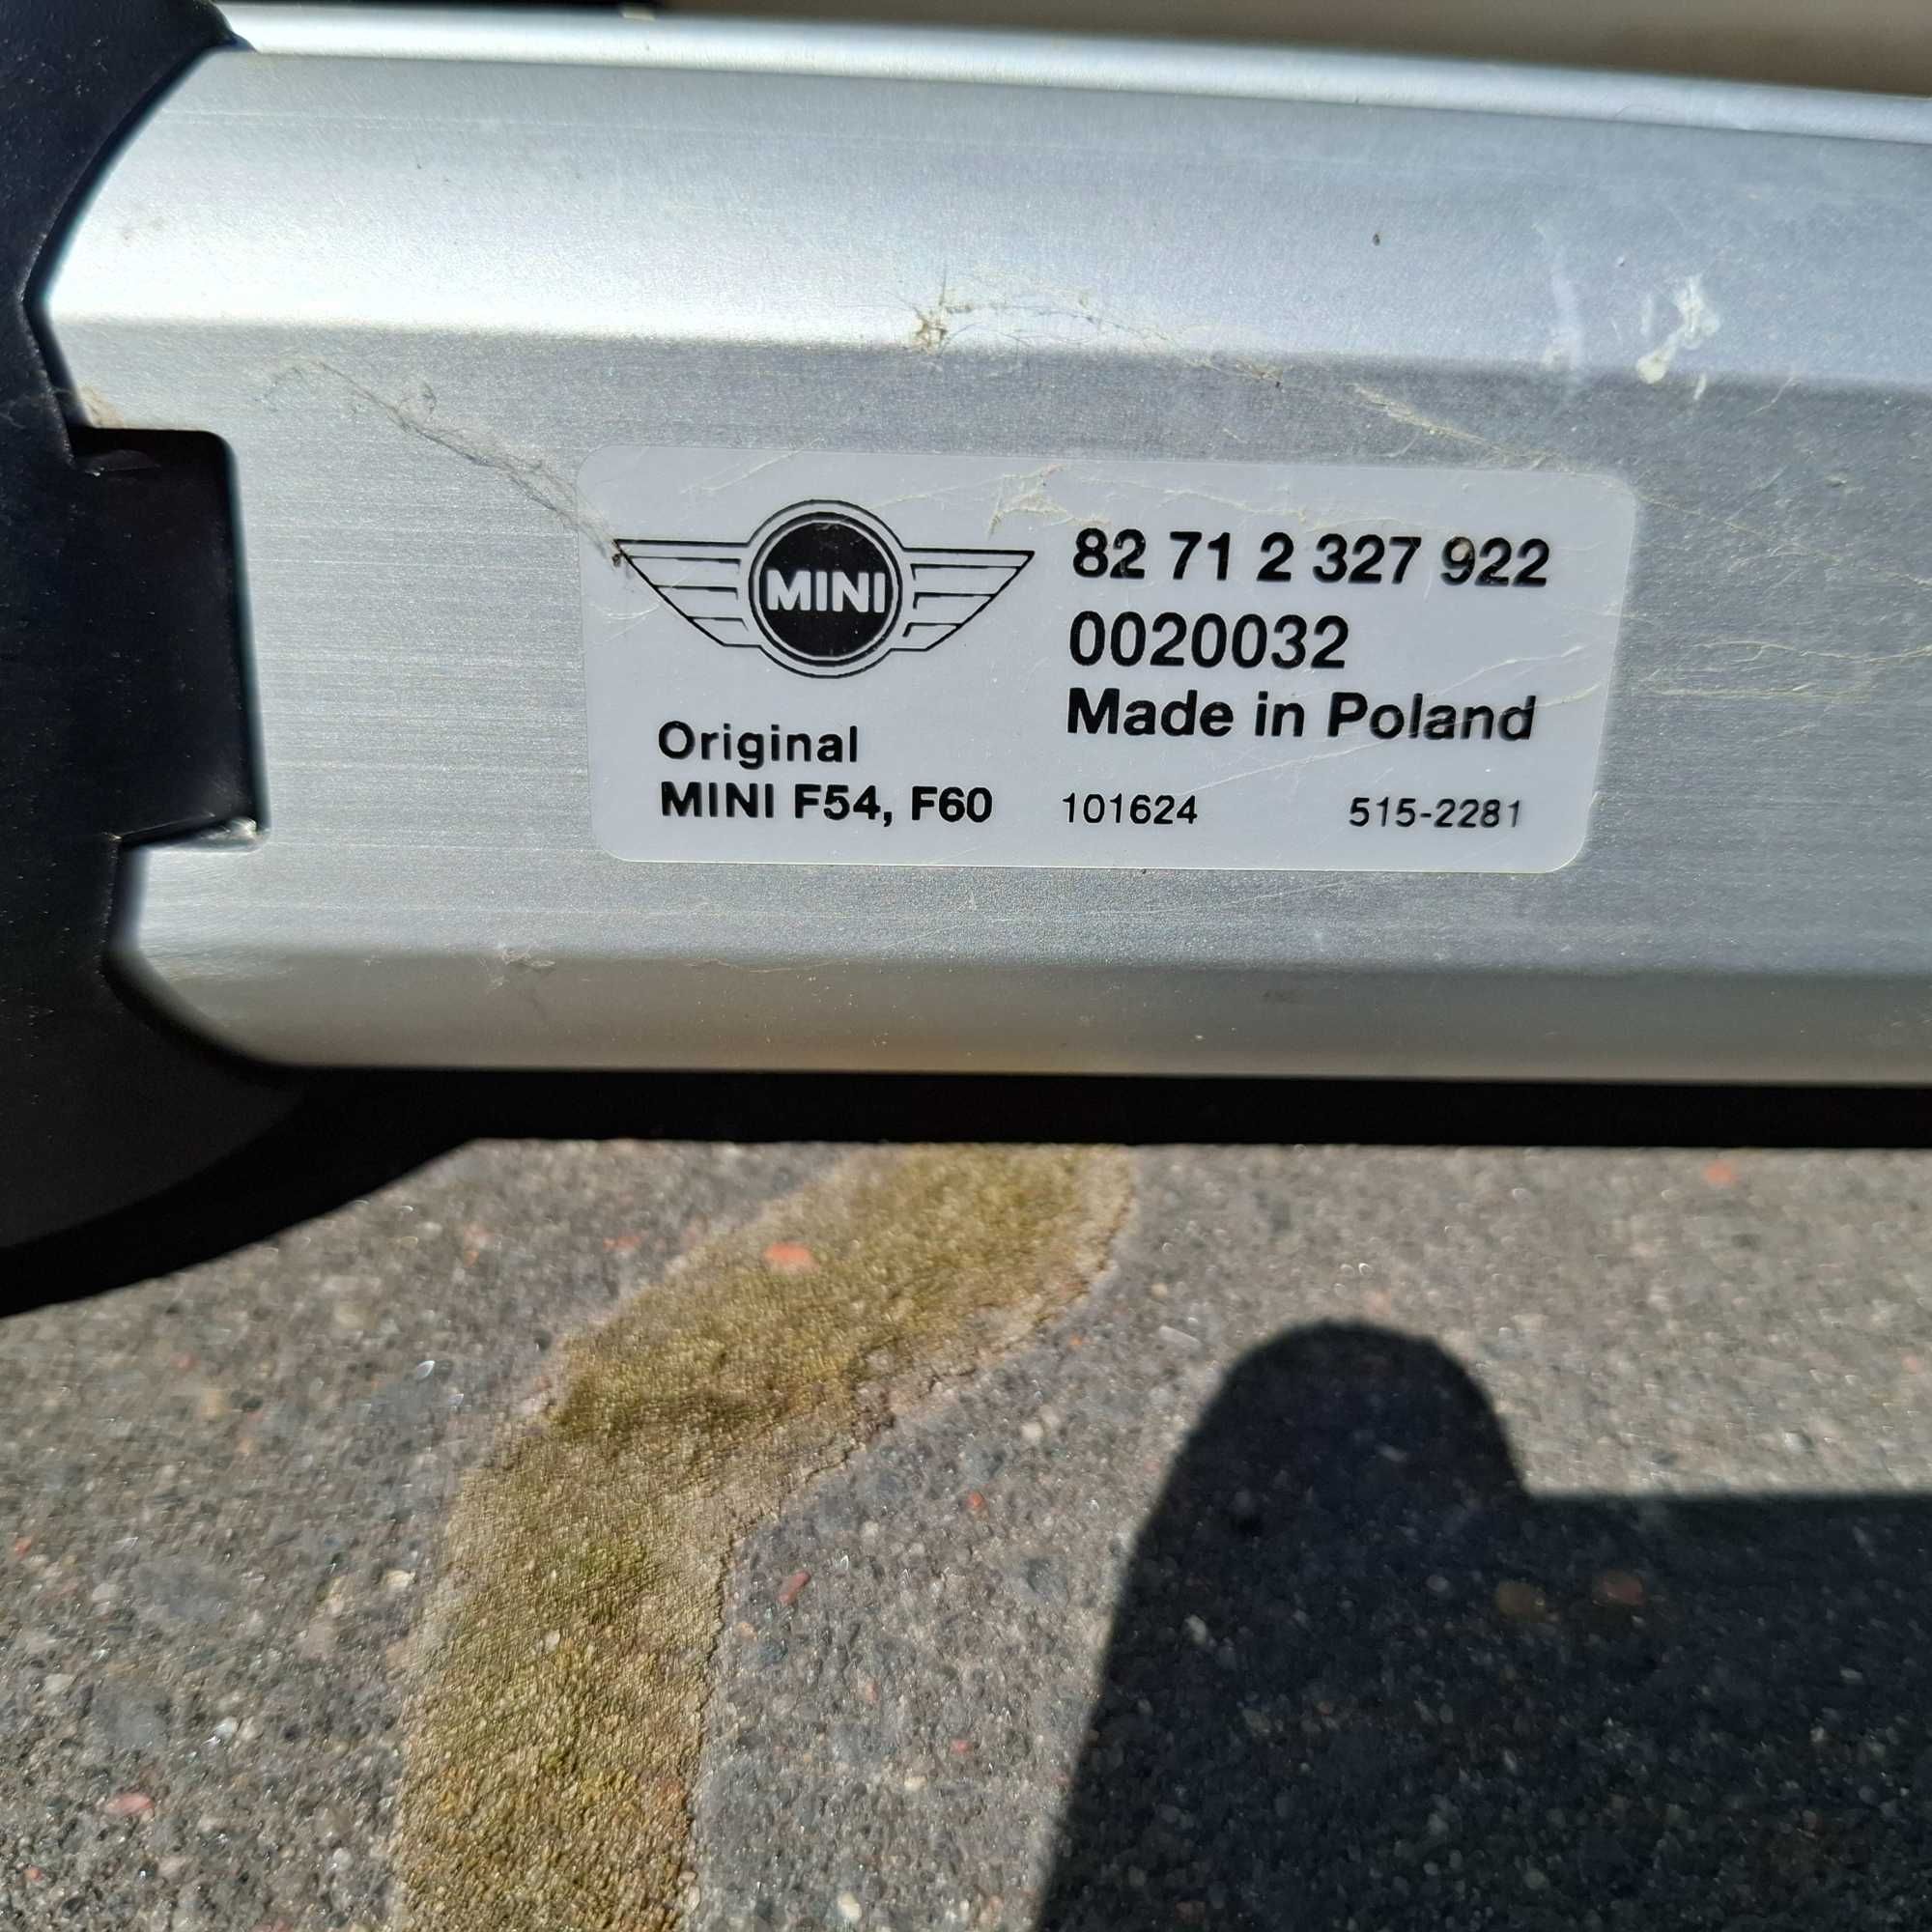 MINI
82 71 2 327 922
0020032
Made in Poland
Original
MINI F54, F60
101624
515-2281